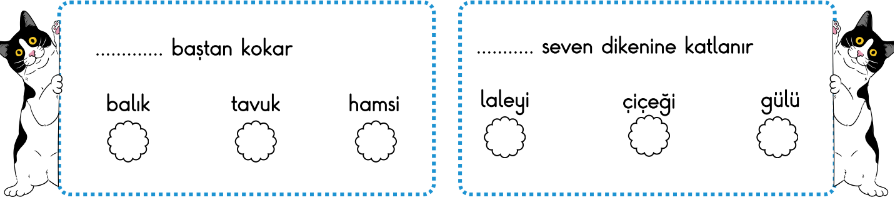 ............. baştan kokar
balık tavuk hamsi
........... seven dikenine katlanır
laleyi çiçeği gülü